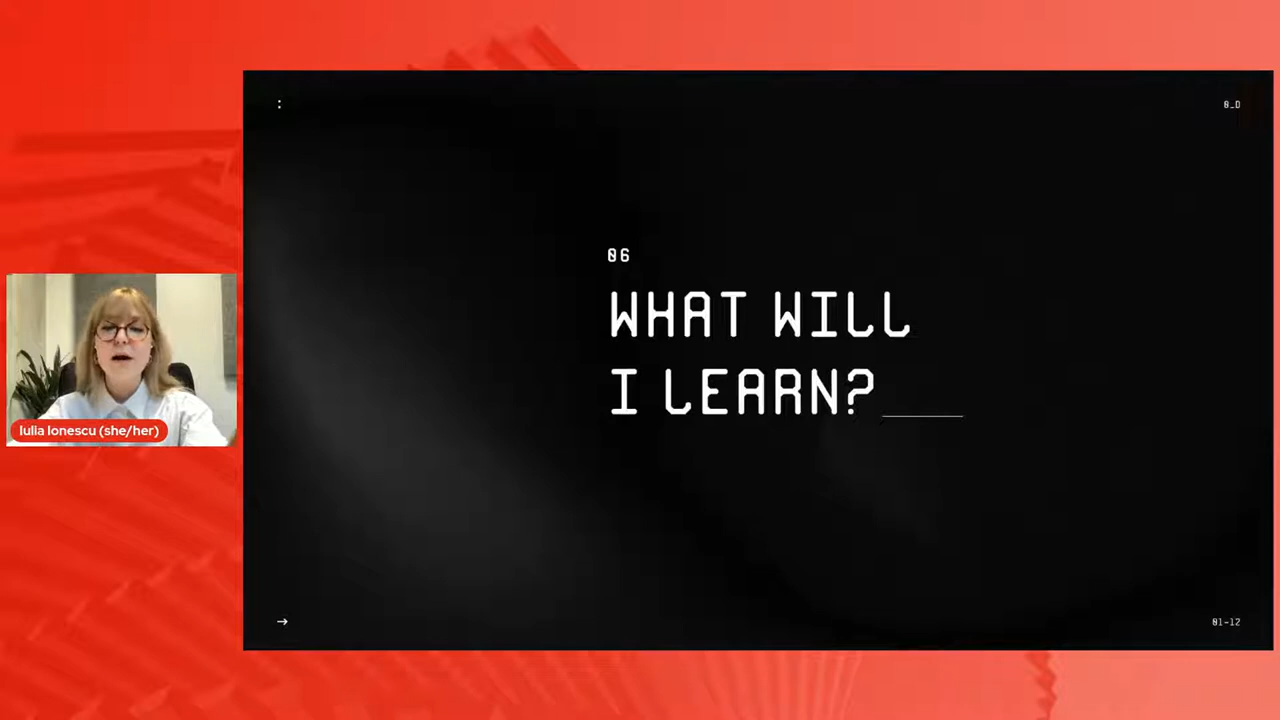 :
0_0
06
WHAT WILL
I LEARN?
Iulia Ionescu (she/her)
→
01-12